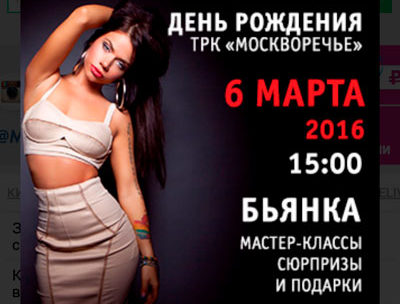 ДЕНЬ РОЖДЕНИЯ
ТРК «МОСКВОРЕЧЬЕ»
6 МАРТА
2016
15:00
БЬЯНКА
МАСТЕР-КЛАССЫ
СЮРПРИЗЫ
И ПОДАРКИ